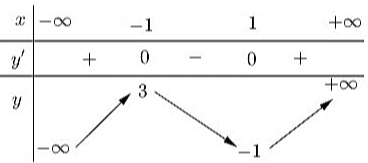 x −∞ −1 1 +∞
y′ + 0 − 0 +
y −∞ 3 −1 +∞